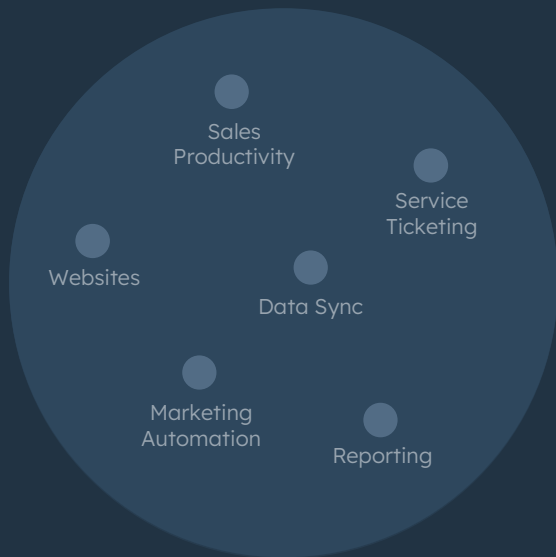 Sales
Productivity
Service
Ticketing
Websites
Data Sync
Marketing
Automation
Reporting